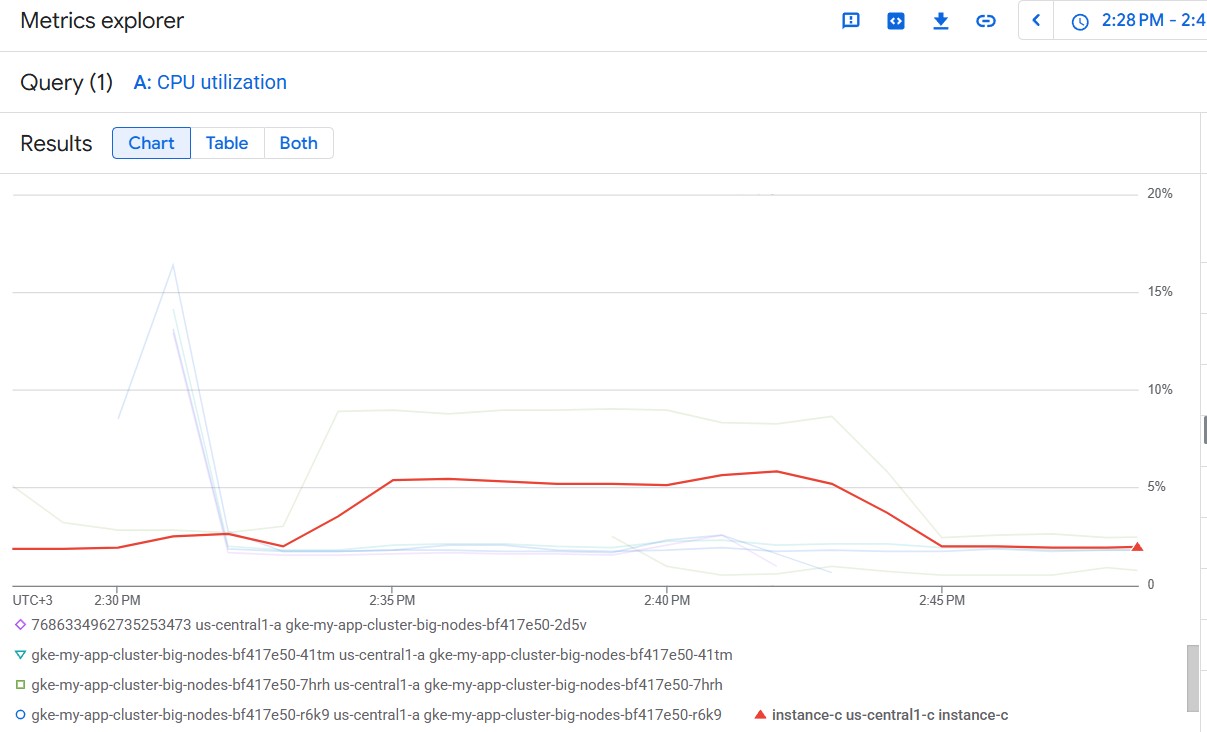 Metrics explorer
2:28 PM - 2:4
Query (1) A: CPU utilization
Results Chart Table Both
20%
15%
10%
5%
0
UTC+3 2:30 PM 2:35 PM 2:40 PM 2:45 PM
7686334962735253473 us-central1-a gke-my-app-cluster-big-nodes-bf417e50-2d5v
gke-my-app-cluster-big-nodes-bf417e50-41tm us-central1-a gke-my-app-cluster-big-nodes-bf417e50-41tm
gke-my-app-cluster-big-nodes-bf417e50-7hrh us-central1-a gke-my-app-cluster-big-nodes-bf417e50-7hrh
gke-my-app-cluster-big-nodes-bf417e50-r6k9 us-central1-a gke-my-app-cluster-big-nodes-bf417e50-r6k9 instance-c us-central1-c instance-c